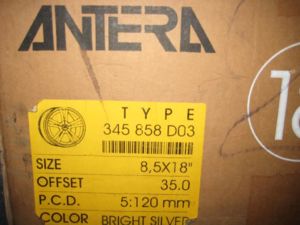 ANTERA
TYPE
345 858 D03
SIZE 8,5X18"
OFFSET 35.0
P.C.D. 5:120 mm
COLOR BRIGHT SILVER